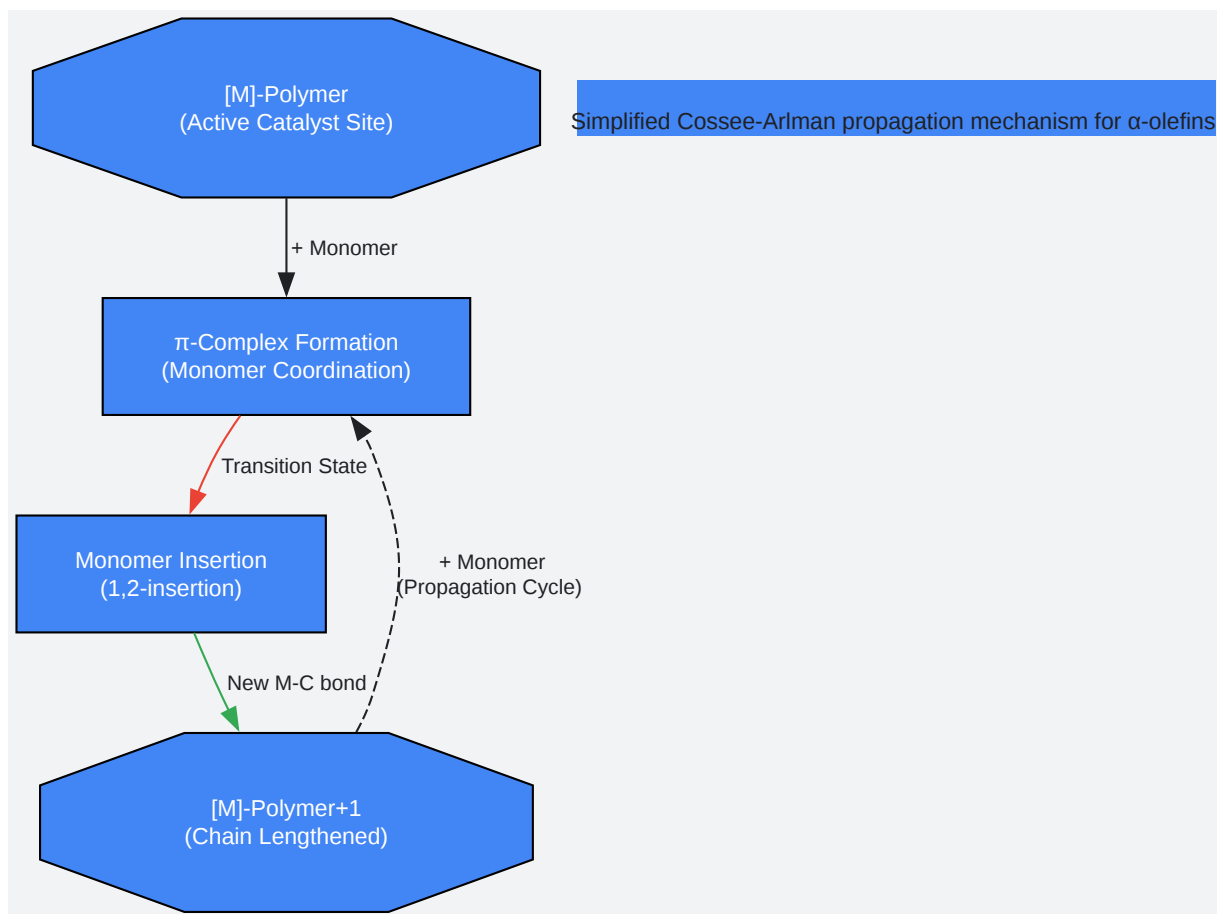 [M]-Polymer
(Active Catalyst Site)
Simplified Cossee-Arlman propagation mechanism for α-olefins
+ Monomer
π-Complex Formation
(Monomer Coordination)
Transition State
Monomer Insertion
(1,2-insertion)
+ Monomer
(Propagation Cycle)
New M-C bond
[M]-Polymer+1
(Chain Lengthened)